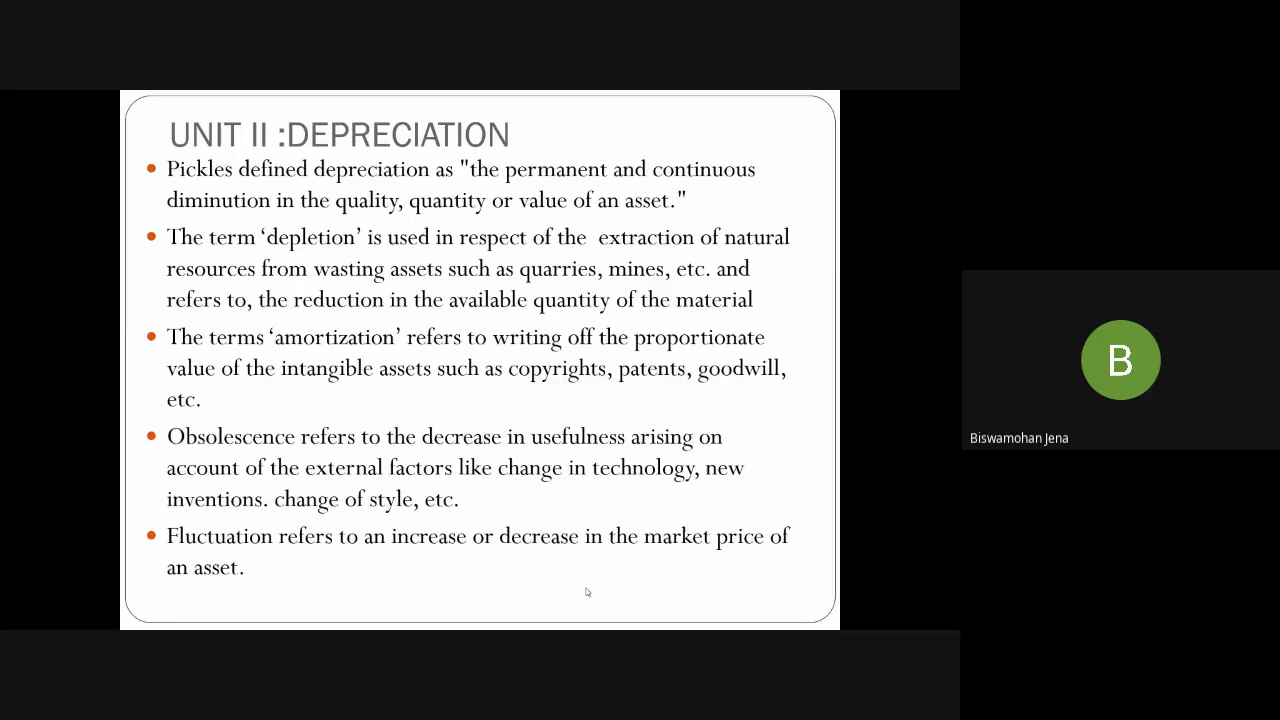 UNIT II :DEPRECIATION
Pickles defined depreciation as "the permanent and continuous
diminution in the quality, quantity or value of an asset."
The term ‘depletion’ is used in respect of the extraction of natural
resources from wasting assets such as quarries, mines, etc. and
refers to, the reduction in the available quantity of the material
The terms ‘amortization’ refers to writing off the proportionate
value of the intangible assets such as copyrights, patents, goodwill,
etc.
Obsolescence refers to the decrease in usefulness arising on
account of the external factors like change in technology, new
inventions. change of style, etc.
Fluctuation refers to an increase or decrease in the market price of
an asset.
B
Biswamohan Jena